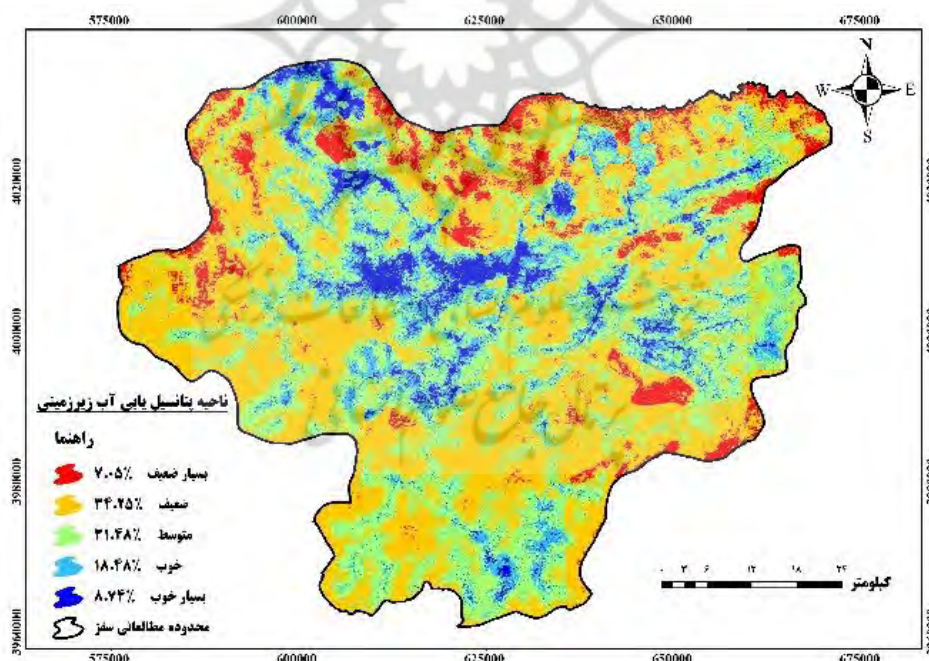 575000 600000 625000 650000 675000
N
W E
S
4020000
4000000
3980000
3960000
ناحیه پتانسیل یابی آب زیرزمینی
راهنما
بسیار ضعیف ۷.۰۵٪
ضعیف ۳۴.۲۵٪
متوسط ۳۱.۴۸٪
خوب ۱۸.۴۸٪
بسیار خوب ۸.۷۴٪
محدوده مطالعاتی سقز
۰ ۳ ۶ ۱۲ ۱۸ ۲۴
کیلومتر
575000 600000 625000 650000 675000